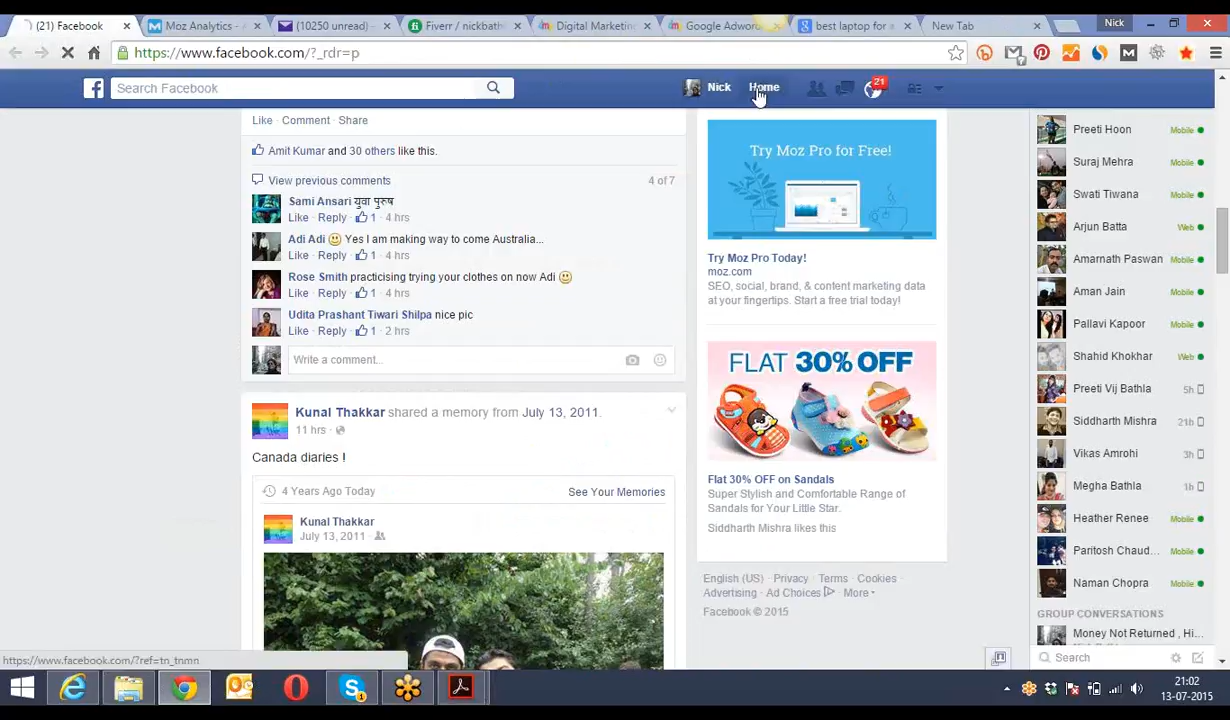 (21) Facebook
Moz Analytics - A
(10250 unread) -
Fiverr / nickbath
Digital Marketin
Google Adwor
best laptop for a
New Tab
Nick
https://www.facebook.com/?_rdr=p
Search Facebook
Nick
Home
21
Like · Comment · Share
Amit Kumar and 30 others like this.
View previous comments
4 of 7
Sami Ansari युवा पुरुष
Like · Reply · 1 · 4 hrs
Adi Adi Yes I am making way to come Australia...
Like · Reply · 1 · 4 hrs
Rose Smith practicising trying your clothes on now Adi
Like · Reply · 1 · 4 hrs
Udita Prashant Tiwari Shilpa nice pic
Like · Reply · 1 · 2 hrs
Write a comment...
Kunal Thakkar shared a memory from July 13, 2011.
11 hrs ·
Canada diaries !
4 Years Ago Today
See Your Memories
Kunal Thakkar
July 13, 2011 ·
Try Moz Pro for Free!
Try Moz Pro Today!
moz.com
SEO, social, brand, & content marketing data
at your fingertips. Start a free trial today!
FLAT 30% OFF
Flat 30% OFF on Sandals
Super Stylish and Comfortable Range of
Sandals for Your Little Star.
Siddharth Mishra likes this
English (US) · Privacy · Terms · Cookies ·
Advertising · Ad Choices · More
Facebook © 2015
Preeti Hoon Mobile
Suraj Mehra Mobile
Swati Tiwana Mobile
Arjun Batta Web
Amarnath Paswan Mobile
Aman Jain Mobile
Pallavi Kapoor Mobile
Shahid Khokhar Web
Preeti Vij Bathla 5h
Siddharth Mishra 21h
Vikas Amrohi 3h
Megha Bathla 1h
Heather Renee Mobile
Paritosh Chaud... Mobile
Naman Chopra Mobile
GROUP CONVERSATIONS
Money Not Returned , Hi...
Search
https://www.facebook.com/?ref=tn_tnmn
21:02
13-07-2015